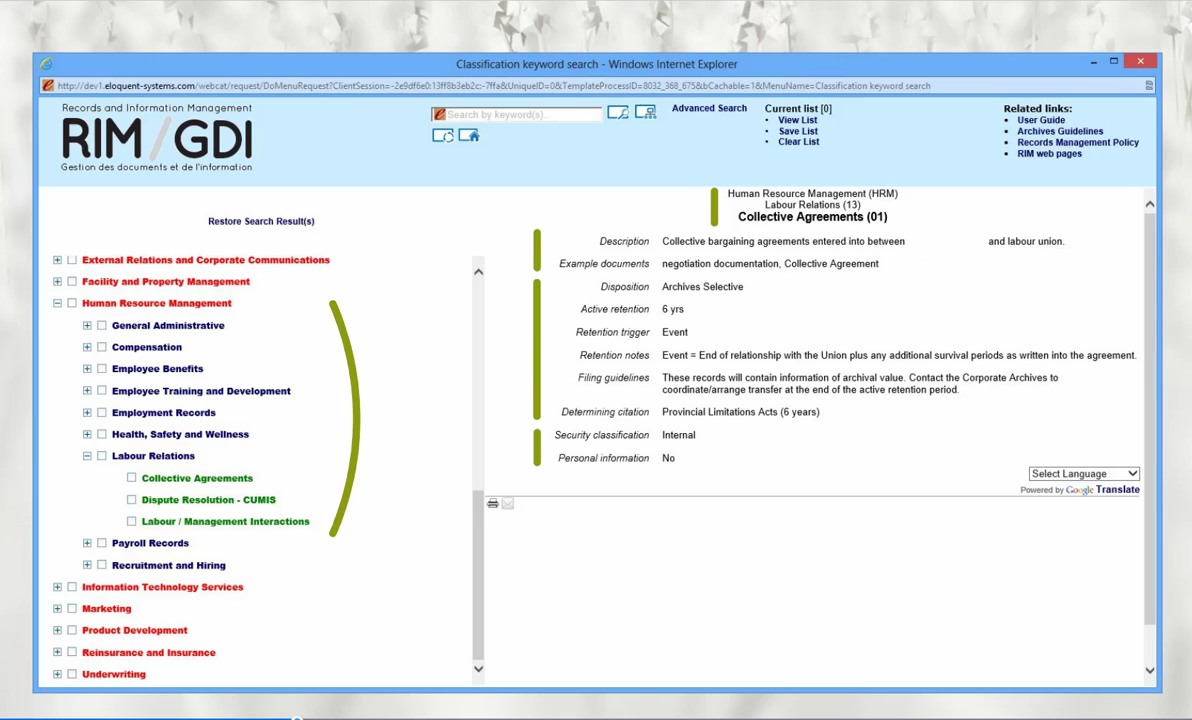 Classification keyword search - Windows Internet Explorer
http://dev1.eloquent-systems.com/webcat/request/DoMenuRequest?ClientSession=-2e9df6e0:13ff8b3eb2c:-7ffa&UniqueID=0&TemplateProcessID=8032_368_675&bCachable=1&MenuName=Classification keyword search
Records and Information Management
RIM/GDI
Gestion des documents et de l'information
Search by keyword(s)..
Advanced Search
Current list [0]
View List
Save List
Clear List
Related links:
User Guide
Archives Guidelines
Records Management Policy
RIM web pages
Restore Search Result(s)
External Relations and Corporate Communications
Facility and Property Management
Human Resource Management
General Administrative
Compensation
Employee Benefits
Employee Training and Development
Employment Records
Health, Safety and Wellness
Labour Relations
Collective Agreements
Dispute Resolution - CUMIS
Labour / Management Interactions
Payroll Records
Recruitment and Hiring
Information Technology Services
Marketing
Product Development
Reinsurance and Insurance
Underwriting
Human Resource Management (HRM)
Labour Relations (13)
Collective Agreements (01)
Description Collective bargaining agreements entered into between and labour union.
Example documents negotiation documentation, Collective Agreement
Disposition Archives Selective
Active retention 6 yrs
Retention trigger Event
Retention notes Event = End of relationship with the Union plus any additional survival periods as written into the agreement.
Filing guidelines These records will contain information of archival value. Contact the Corporate Archives to
coordinate/arrange transfer at the end of the active retention period.
Determining citation Provincial Limitations Acts (6 years)
Security classification Internal
Personal information No
Select Language
Powered by Google Translate